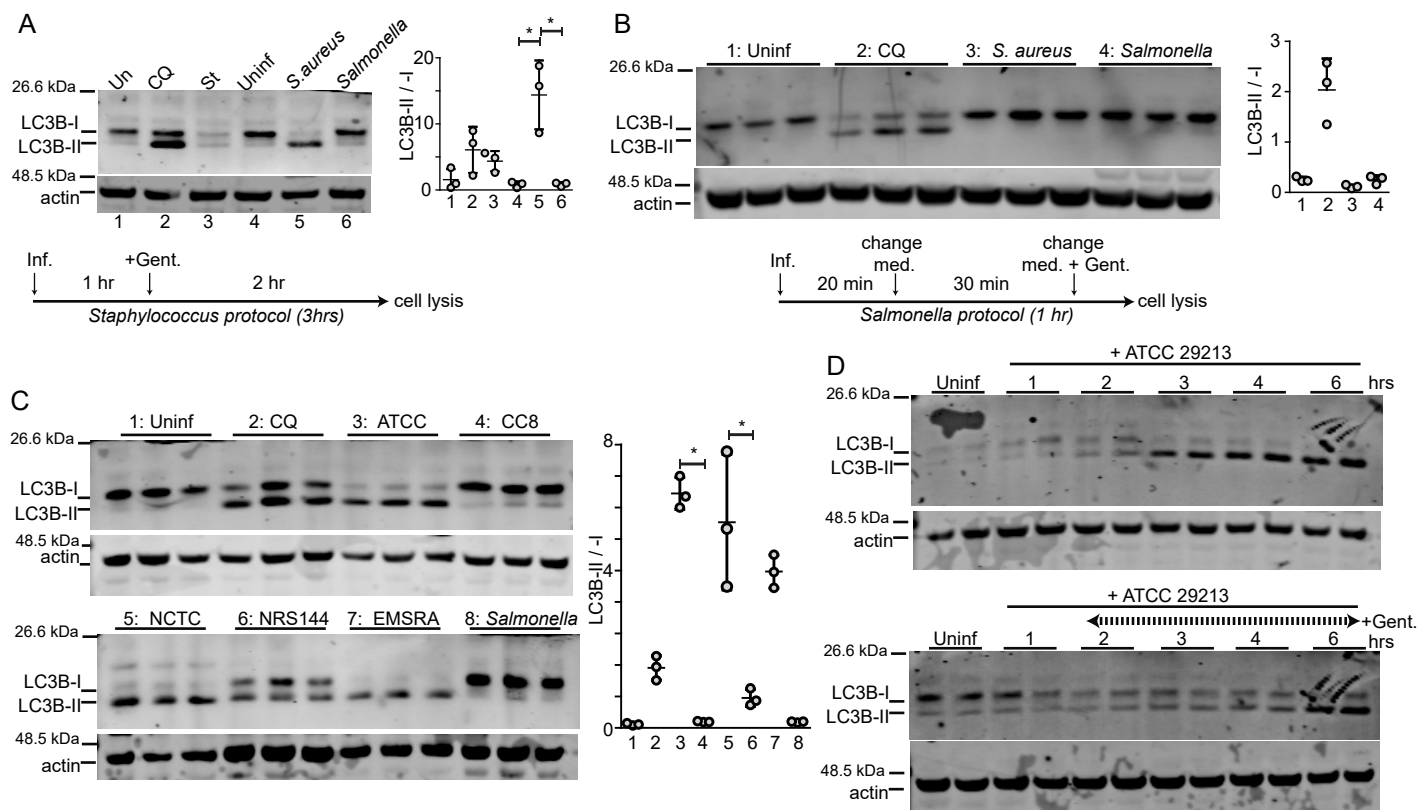 A
Un CQ St Uninf S.aureus Salmonella
26.6 kDa
LC3B-I
LC3B-II
48.5 kDa
actin
1 2 3 4 5 6
* *
20
10
0
LC3B-II / -I
1 2 3 4 5 6
Inf. +Gent.
1 hr 2 hr
cell lysis
Staphylococcus protocol (3hrs)
B
1: Uninf 2: CQ 3: S. aureus 4: Salmonella
26.6 kDa
LC3B-I
LC3B-II
48.5 kDa
actin
3
2
1
0
LC3B-II / -I
1 2 3 4
Inf. change med. change med. + Gent.
20 min 30 min
cell lysis
Salmonella protocol (1 hr)
C
1: Uninf 2: CQ 3: ATCC 4: CC8
26.6 kDa
LC3B-I
LC3B-II
48.5 kDa
actin
5: NCTC 6: NRS144 7: EMSRA 8: Salmonella
26.6 kDa
LC3B-I
LC3B-II
48.5 kDa
actin
8
4
0
LC3B-II / -I
* *
1 2 3 4 5 6 7 8
D
+ ATCC 29213
Uninf 1 2 3 4 6 hrs
26.6 kDa
LC3B-I
LC3B-II
48.5 kDa
actin
+ ATCC 29213
+Gent.
Uninf 1 2 3 4 6 hrs
26.6 kDa
LC3B-I
LC3B-II
48.5 kDa
actin